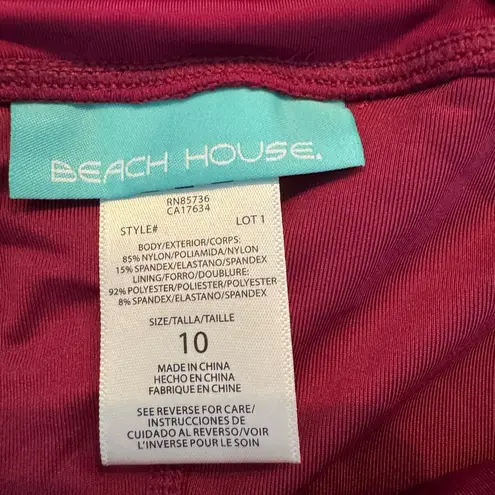 BEACH HOUSE.
RN85736
CA17634
STYLE# LOT 1
BODY/EXTERIOR/CORPS:
85% NYLON/POLIAMIDA/NYLON
15% SPANDEX/ELASTANO/SPANDEX
LINING/FORRO/DOUBLURE:
92% POLYESTER/POLIESTER/POLYESTER
8% SPANDEX/ELASTANO/SPANDEX
SIZE/TALLA/TAILLE
10
MADE IN CHINA
HECHO EN CHINA
FABRIQUE EN CHINE
SEE REVERSE FOR CARE/
INSTRUCCIONES DE
CUIDADO AL REVERSO/VOIR
L'INVERSE POUR LE SOIN